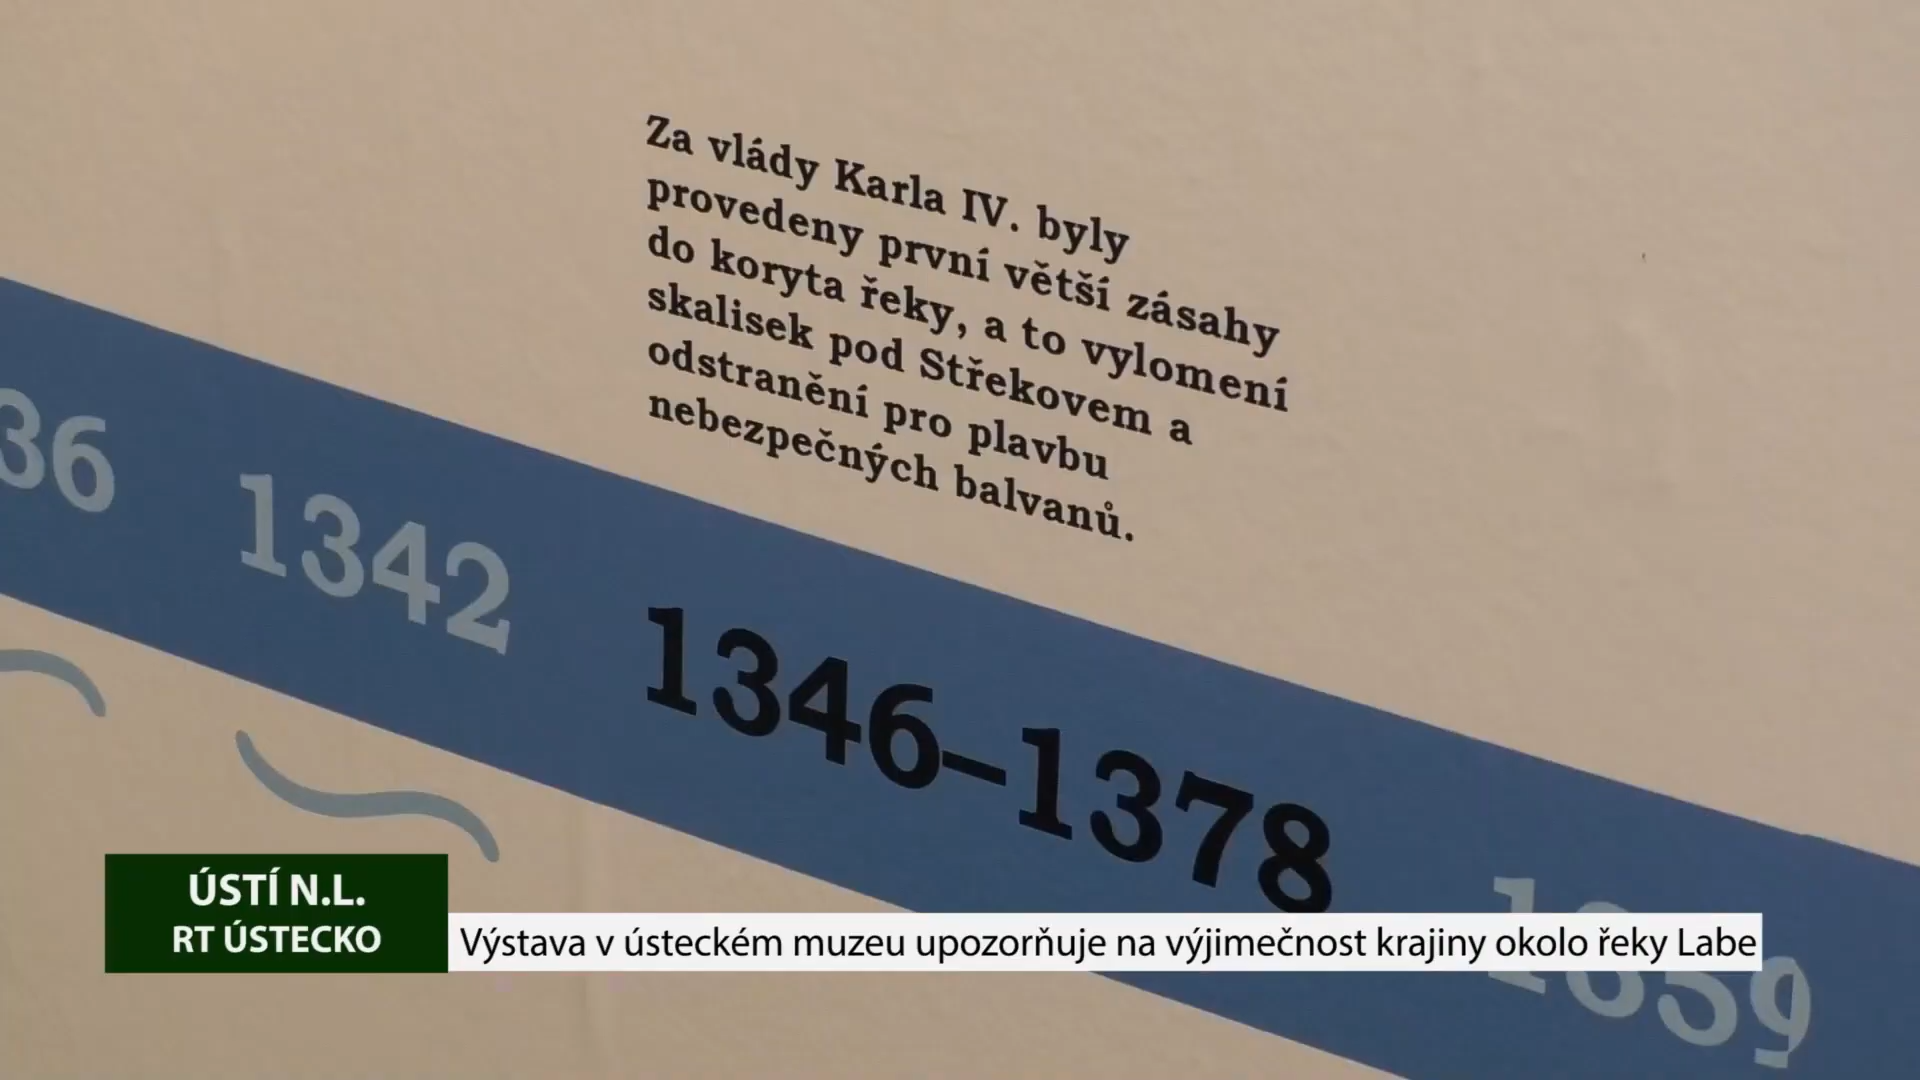 Za vlády Karla IV. byly
provedeny první větší zásahy
do koryta řeky, a to vylomení
skalisek pod Střekovem a
odstranění pro plavbu
nebezpečných balvanů.
36
1342
1346–1378
ÚSTÍ N.L.
RT ÚSTECKO
Výstava v ústeckém muzeu upozorňuje na výjimečnost krajiny okolo řeky Labe